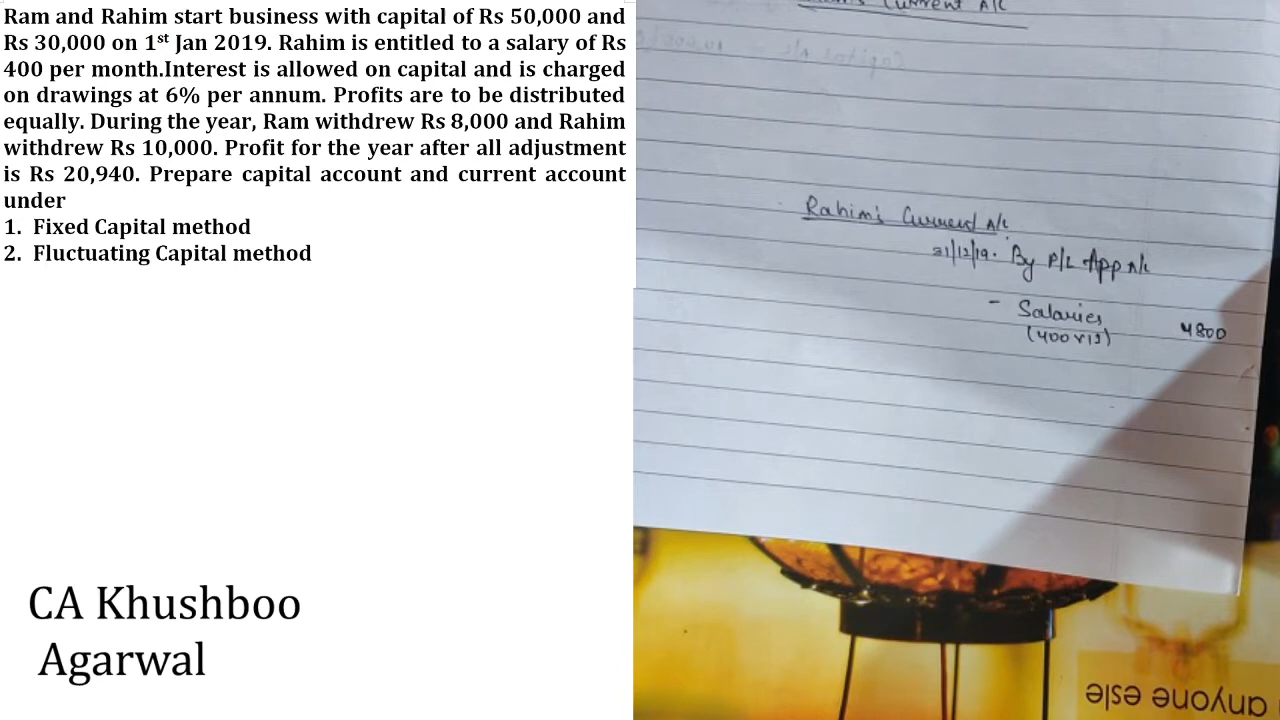 Ram and Rahim start business with capital of Rs 50,000 and
Rs 30,000 on 1st Jan 2019. Rahim is entitled to a salary of Rs
400 per month.Interest is allowed on capital and is charged
on drawings at 6% per annum. Profits are to be distributed
equally. During the year, Ram withdrew Rs 8,000 and Rahim
withdrew Rs 10,000. Profit for the year after all adjustment
is Rs 20,940. Prepare capital account and current account
under
1. Fixed Capital method
2. Fluctuating Capital method
CA Khushboo
Agarwal
Current A/c
Rahim's Current A/c
31/12/19. By P/L App A/c
- Salaries 4800
(400x12)
anyone esle